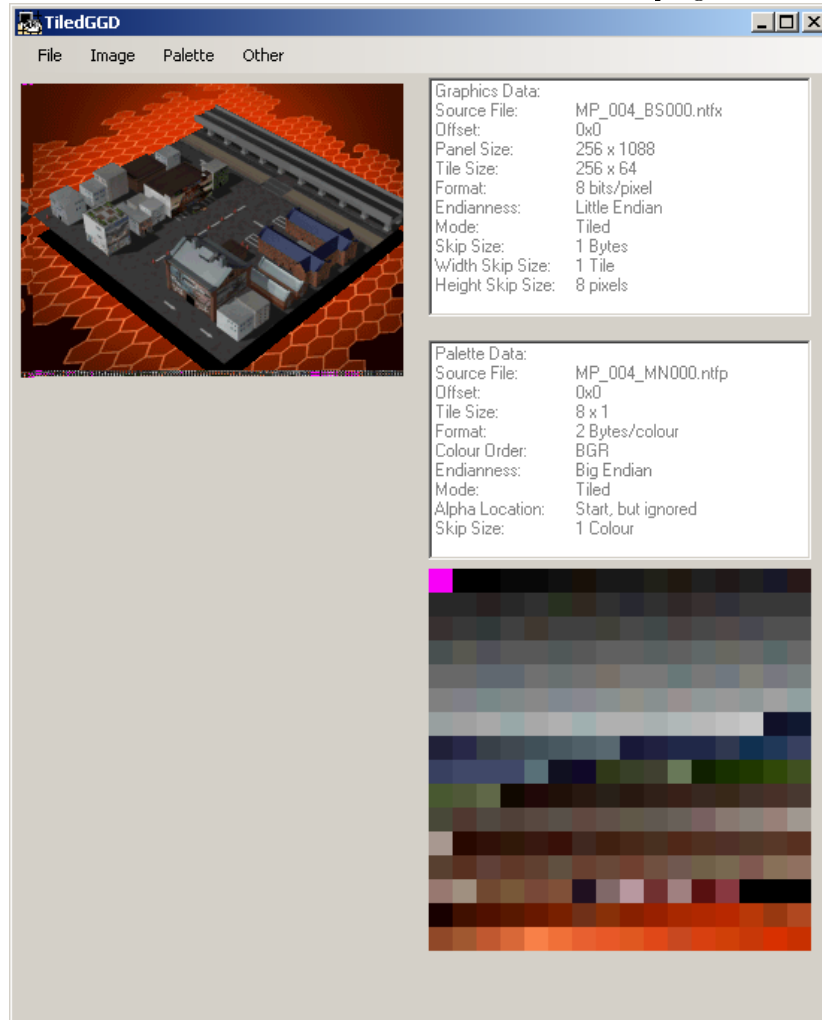 TiledGGD
File Image Palette Other
Graphics Data:
Source File: MP_004_BS000.ntfx
Offset: 0x0
Panel Size: 256 x 1088
Tile Size: 256 x 64
Format: 8 bits/pixel
Endianness: Little Endian
Mode: Tiled
Skip Size: 1 Bytes
Width Skip Size: 1 Tile
Height Skip Size: 8 pixels
Palette Data:
Source File: MP_004_MN000.ntfp
Offset: 0x0
Tile Size: 8 x 1
Format: 2 Bytes/colour
Colour Order: BGR
Endianness: Big Endian
Mode: Tiled
Alpha Location: Start, but ignored
Skip Size: 1 Colour